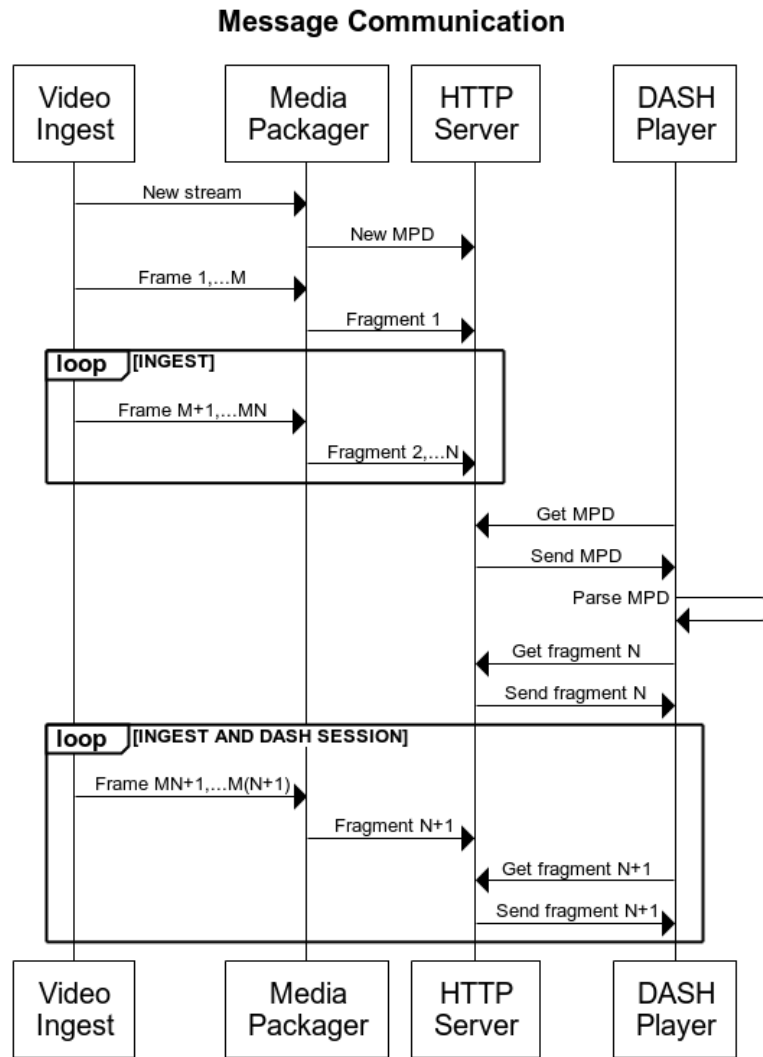 Message Communication
Video
Ingest
Media
Packager
HTTP
Server
DASH
Player
New stream
New MPD
Frame 1,...M
Fragment 1
loop [INGEST]
Frame M+1,...MN
Fragment 2,...N
Get MPD
Send MPD
Parse MPD
Get fragment N
Send fragment N
loop [INGEST AND DASH SESSION]
Frame MN+1,...M(N+1)
Fragment N+1
Get fragment N+1
Send fragment N+1
Video
Ingest
Media
Packager
HTTP
Server
DASH
Player